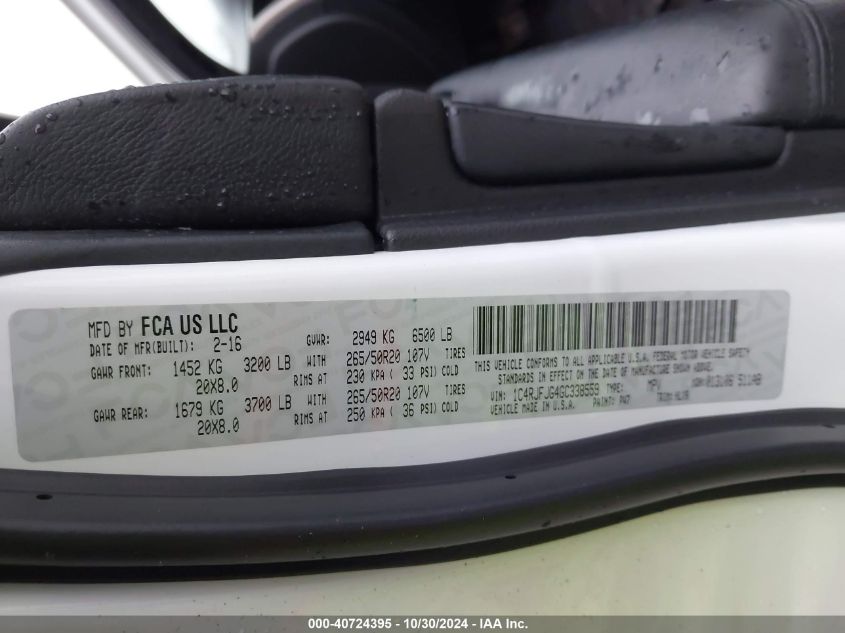 MFD BY FCA US LLC
DATE OF MFR(BUILT): 2-16
GVWR: 2949 KG 6500 LB
GAWR FRONT: 1452 KG 3200 LB WITH 265/50R20 107V TIRES
20X8.0 RIMS AT 230 KPA ( 33 PSI) COLD
GAWR REAR: 1679 KG 3700 LB WITH 265/50R20 107V TIRES
20X8.0 RIMS AT 250 KPA ( 36 PSI) COLD
THIS VEHICLE CONFORMS TO ALL APPLICABLE U.S.A. FEDERAL MOTOR VEHICLE SAFETY
STANDARDS IN EFFECT ON THE DATE OF MANUFACTURE SHOWN ABOVE.
VIN: 1C4RJFJG4GC338559 TYPE: MPV
VEHICLE MADE IN U.S.A. PAINT: PW7 TRIM:
000-40724395 - 10/30/2024 - IAA Inc.